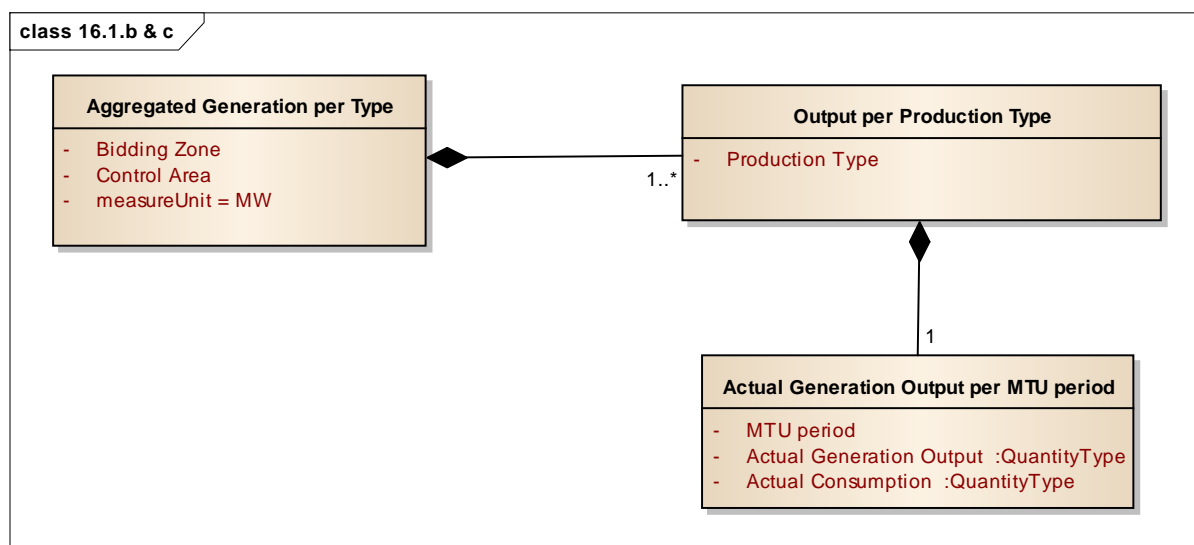 class 16.1.b & c
Aggregated Generation per Type
- Bidding Zone
- Control Area
- measureUnit = MW
1..*
Output per Production Type
- Production Type
1
Actual Generation Output per MTU period
- MTU period
- Actual Generation Output :QuantityType
- Actual Consumption :QuantityType